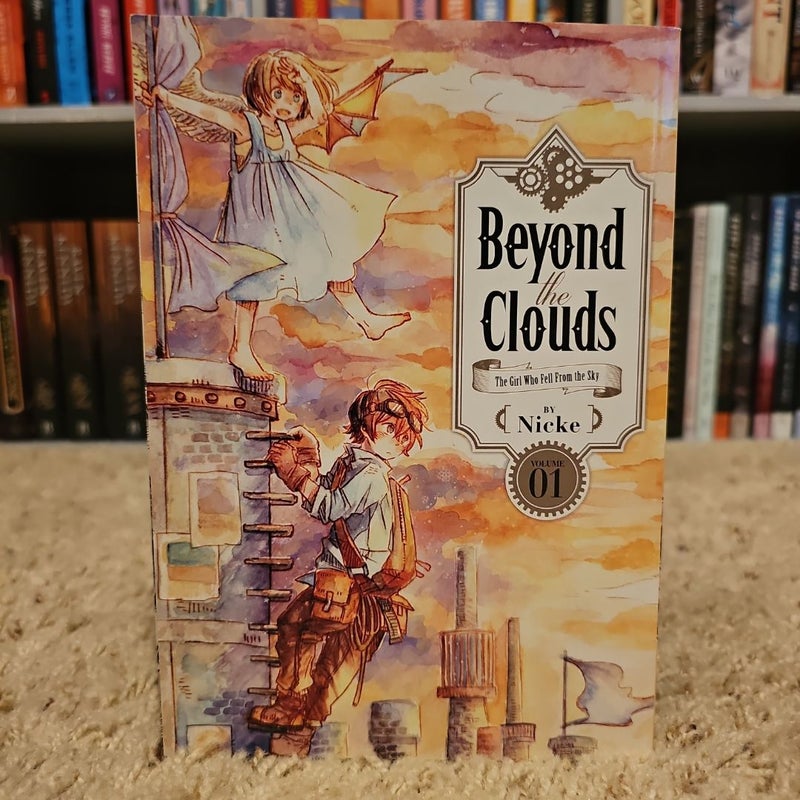 Beyond
the
Clouds
The Girl Who Fell From the Sky
BY
Nicke
VOLUME
01